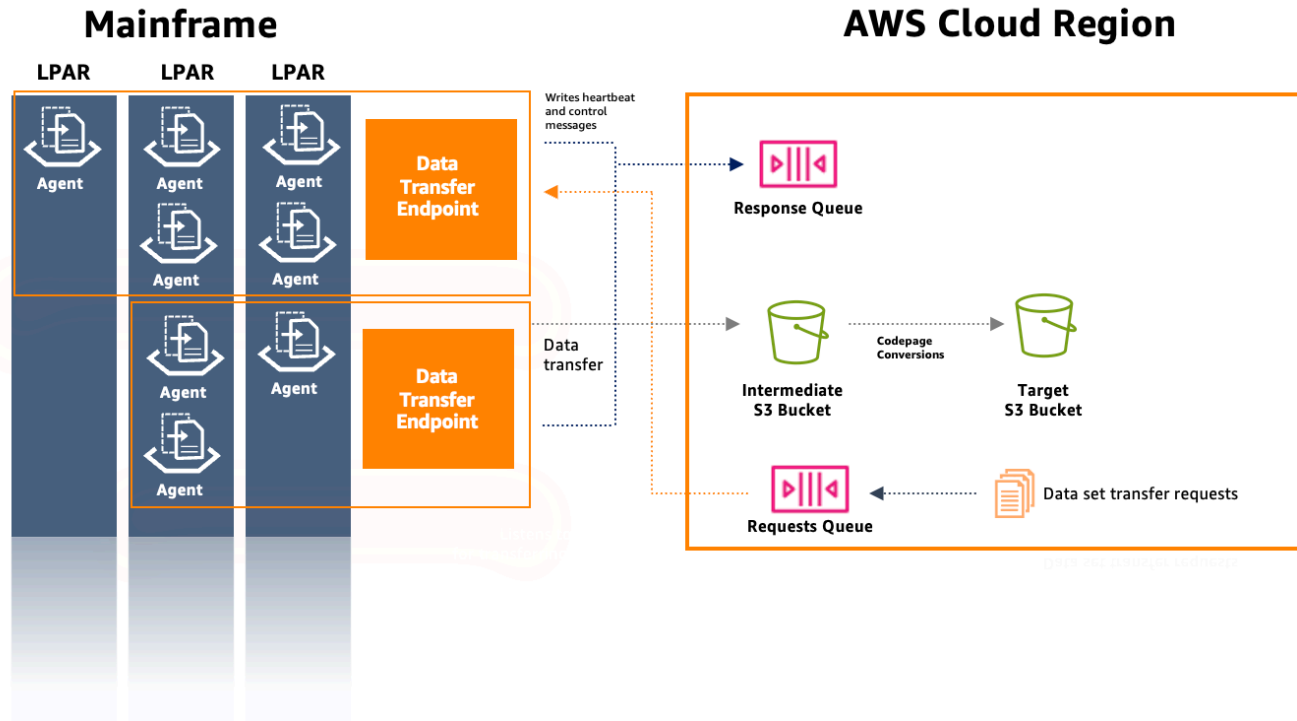 Mainframe
AWS Cloud Region
LPAR
LPAR
LPAR
Agent
Agent
Agent
Agent
Agent
Data
Transfer
Endpoint
Agent
Agent
Agent
Data
Transfer
Endpoint
Writes heartbeat
and control
messages
Data
transfer
Response Queue
Intermediate
S3 Bucket
Codepage
Conversions
Target
S3 Bucket
Requests Queue
Data set transfer requests